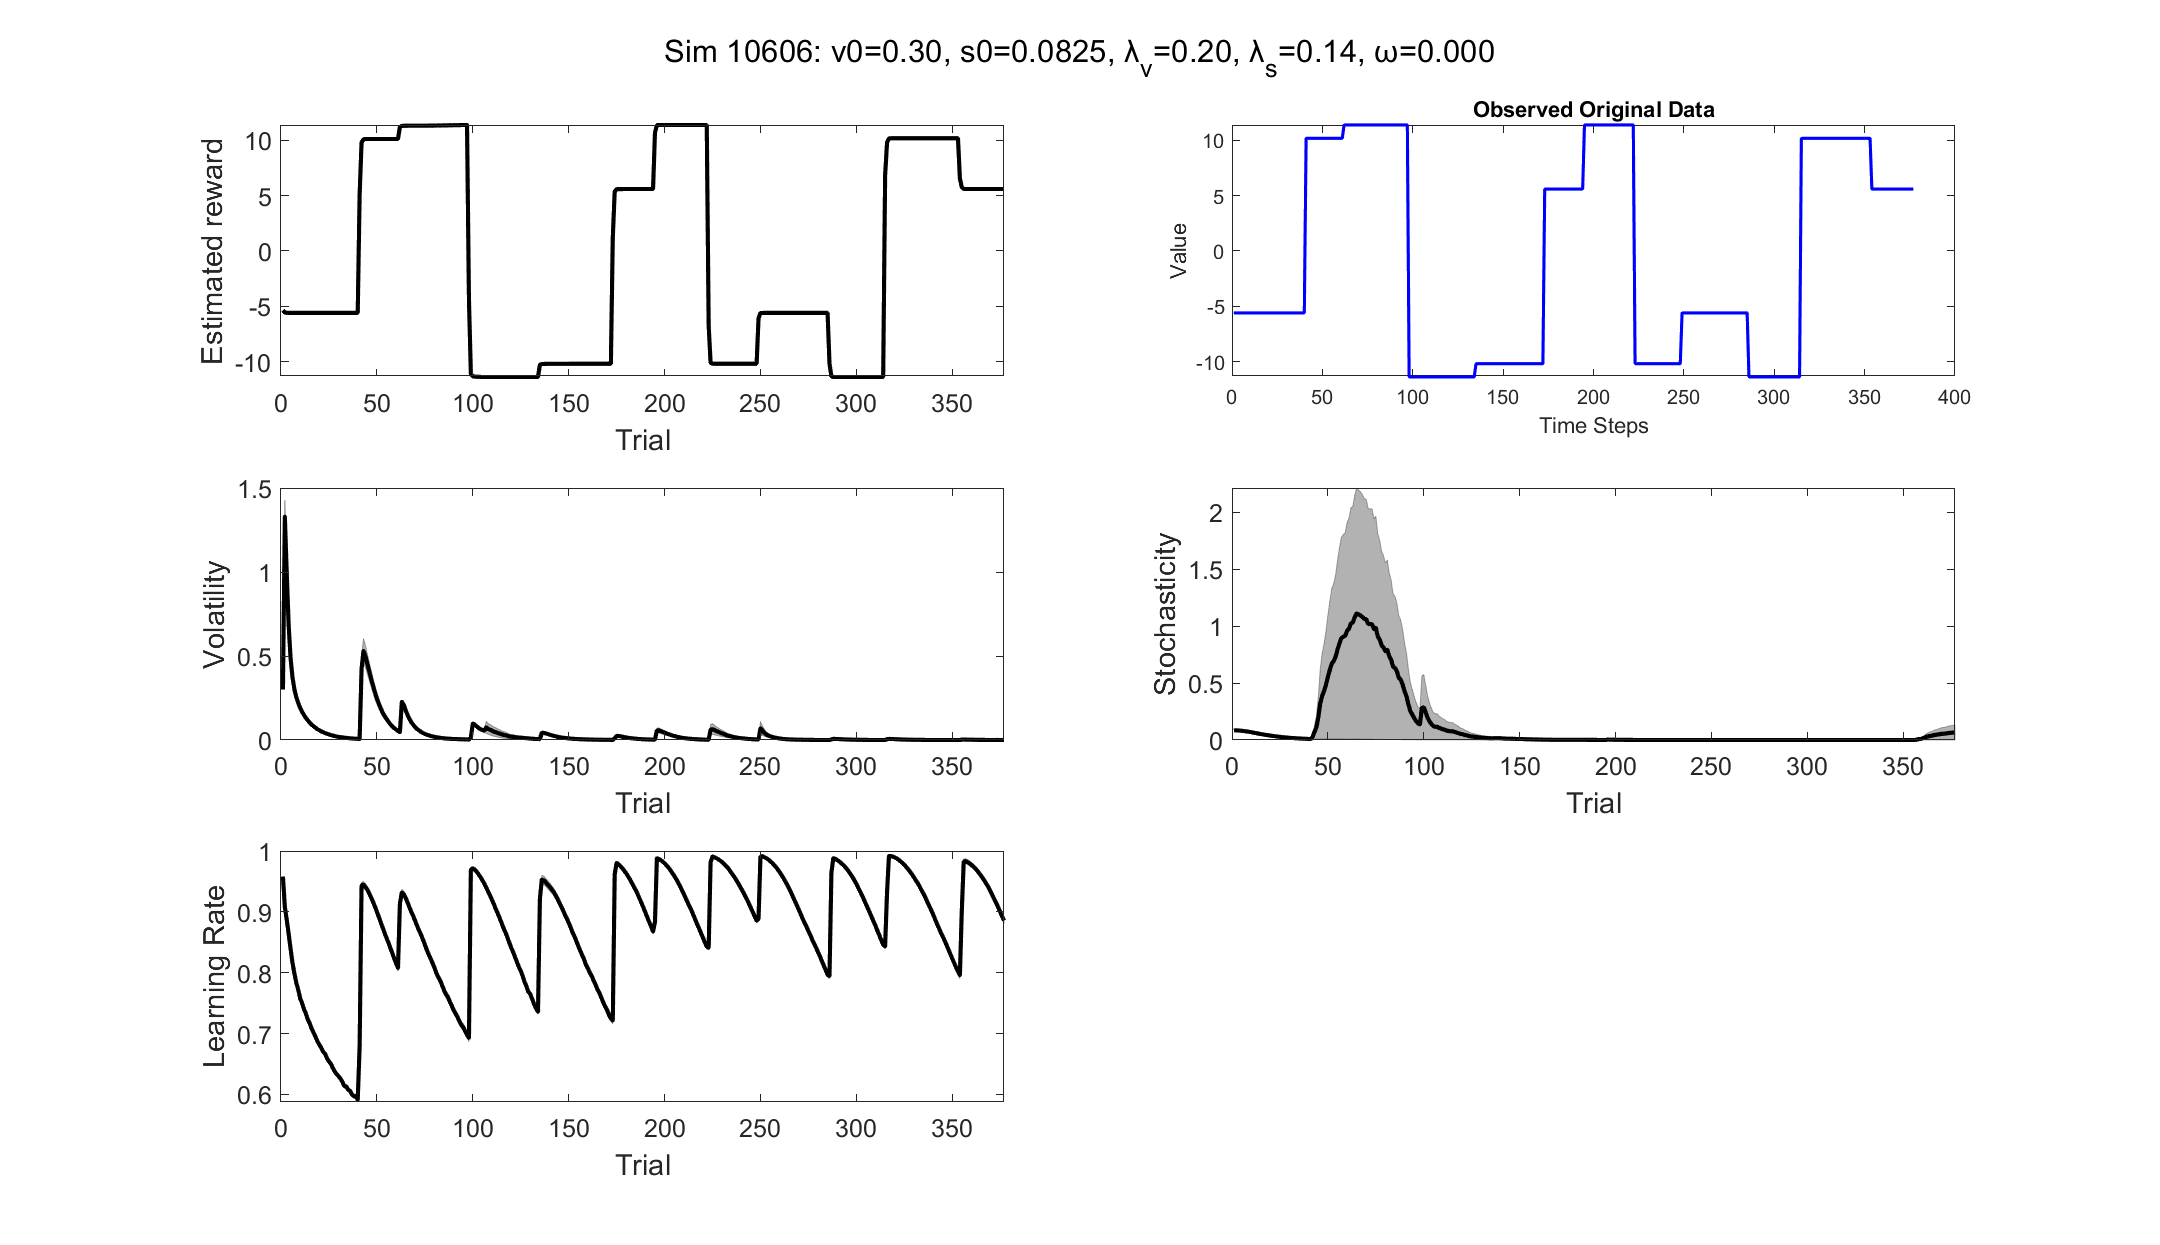 Sim 10606: v0=0.30, s0=0.0825, λ_v=0.20, λ_s=0.14, ω=0.000
Estimated reward
10
5
0
-5
-10
0 50 100 150 200 250 300 350
Trial
Observed Original Data
Value
10
5
0
-5
-10
0 50 100 150 200 250 300 350 400
Time Steps
Volatility
1.5
1
0.5
0
0 50 100 150 200 250 300 350
Trial
Stochasticity
2
1.5
1
0.5
0
0 50 100 150 200 250 300 350
Trial
Learning Rate
1
0.9
0.8
0.7
0.6
0 50 100 150 200 250 300 350
Trial